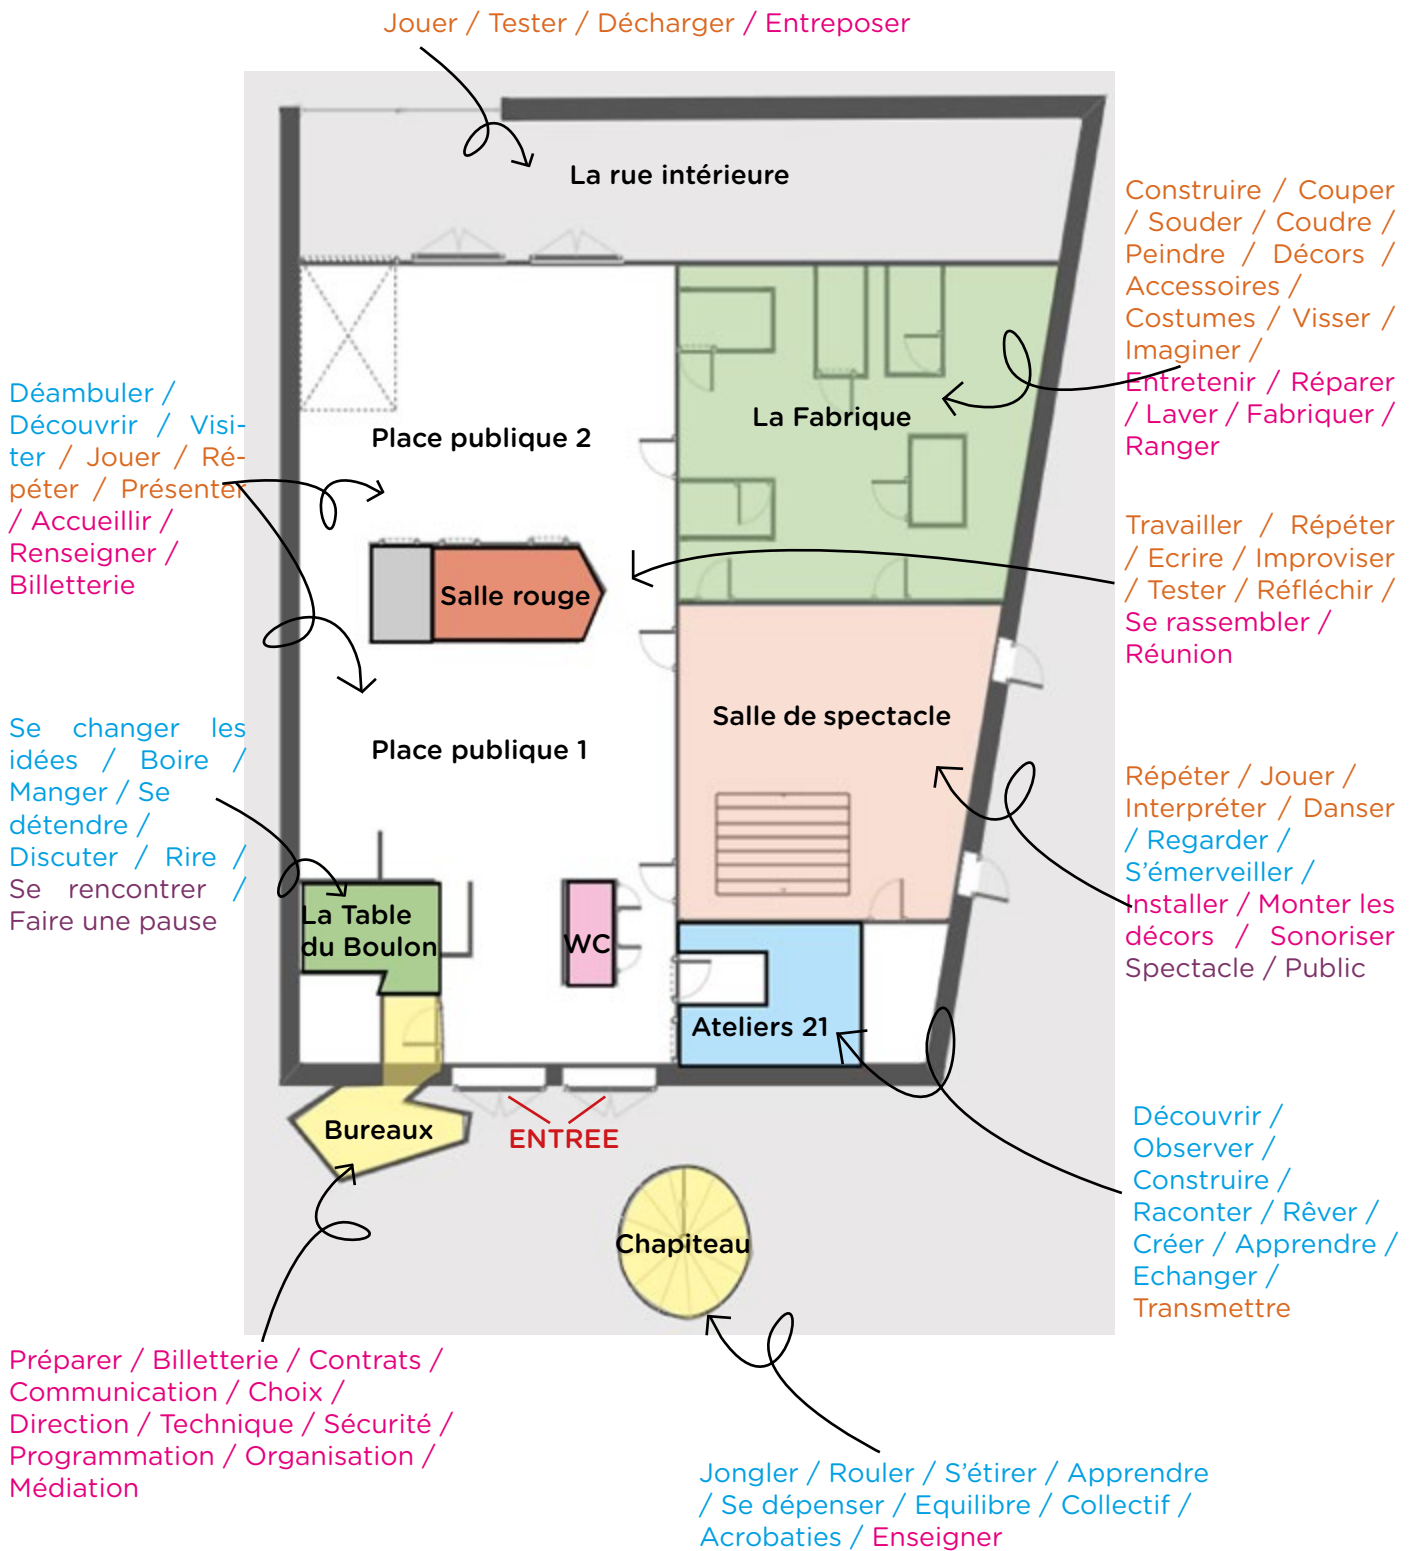 Jouer / Tester / Décharger / Entreposer
La rue intérieure
Construire / Couper
/ Souder / Coudre /
Peindre / Décors /
Accessoires /
Costumes / Visser /
Imaginer /
Entretenir / Réparer
/ Laver / Fabriquer /
Ranger
Déambuler /
Découvrir / Visi-
ter / Jouer / Ré-
péter / Présenter
/ Accueillir /
Renseigner /
Billetterie
Place publique 2
La Fabrique
Salle rouge
Travailler / Répéter
/ Ecrire / Improviser
/ Tester / Réfléchir /
Se rassembler /
Réunion
Place publique 1
Salle de spectacle
Se changer les
idées / Boire /
Manger / Se
détendre /
Discuter / Rire /
Se rencontrer /
Faire une pause
Répéter / Jouer /
Interpréter / Danser
/ Regarder /
S'émerveiller /
Installer / Monter les
décors / Sonoriser
Spectacle / Public
La Table
du Boulon
WC
Ateliers 21
Bureaux
ENTREE
Chapiteau
Découvrir /
Observer /
Construire /
Raconter / Rêver /
Créer / Apprendre /
Echanger /
Transmettre
Préparer / Billetterie / Contrats /
Communication / Choix /
Direction / Technique / Sécurité /
Programmation / Organisation /
Médiation
Jongler / Rouler / S'étirer / Apprendre
/ Se dépenser / Equilibre / Collectif /
Acrobaties / Enseigner